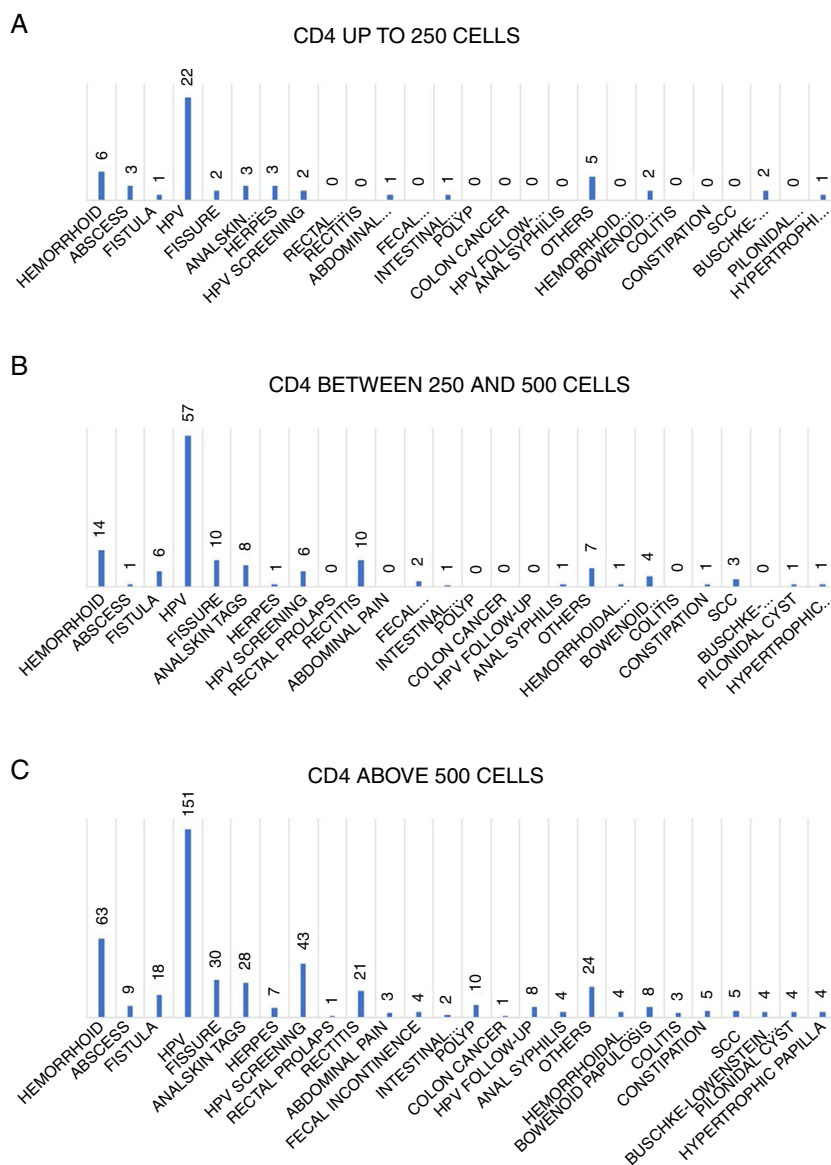 A
CD4 UP TO 250 CELLS
6 3 1 22 2 3 3 2 0 0 1 0 1 0 0 0 0 5 0 2 0 0 0 2 0 1
HEMORRHOID
ABSCESS
FISTULA
HPV
FISSURE
ANALSKIN...
HERPES
HPV SCREENING
RECTAL...
RECTITIS
ABDOMINAL...
FECAL...
INTESTINAL...
POLYP
COLON CANCER
HPV FOLLOW-...
ANAL SYPHILIS
OTHERS
HEMORRHOID...
BOWENOID...
COLITIS
CONSTIPATION
SCC
BUSCHKE-...
PILONIDAL...
HYPERTROPHI...
B
CD4 BETWEEN 250 AND 500 CELLS
14 1 6 57 10 8 1 6 0 10 0 2 1 0 0 0 1 7 1 4 0 1 3 0 1 1
HEMORRHOID
ABSCESS
FISTULA
HPV
FISSURE
ANALSKIN TAGS
HERPES
HPV SCREENING
RECTAL PROLAPS
RECTITIS
ABDOMINAL PAIN
FECAL...
INTESTINAL...
POLYP
COLON CANCER
HPV FOLLOW-UP
ANAL SYPHILIS
OTHERS
HEMORRHOIDAL...
BOWENOID...
COLITIS
CONSTIPATION
SCC
BUSCHKE-...
PILONIDAL CYST
HYPERTROPHIC...
C
CD4 ABOVE 500 CELLS
63 9 18 151 30 28 7 43 1 21 3 4 2 10 1 8 4 24 4 8 3 5 5 4 4 4
HEMORRHOID
ABSCESS
FISTULA
HPV
FISSURE
ANALSKIN TAGS
HERPES
HPV SCREENING
RECTAL PROLAPS
RECTITIS
ABDOMINAL PAIN
FECAL INCONTINENCE
INTESTINAL...
POLYP
COLON CANCER
HPV FOLLOW-UP
ANAL SYPHILIS
OTHERS
HEMORRHOIDAL...
BOWENOID PAPULOSIS
COLITIS
CONSTIPATION
SCC
BUSCHKE-LOWENSTEIN...
PILONIDAL CYST
HYPERTROPHIC PAPILLA